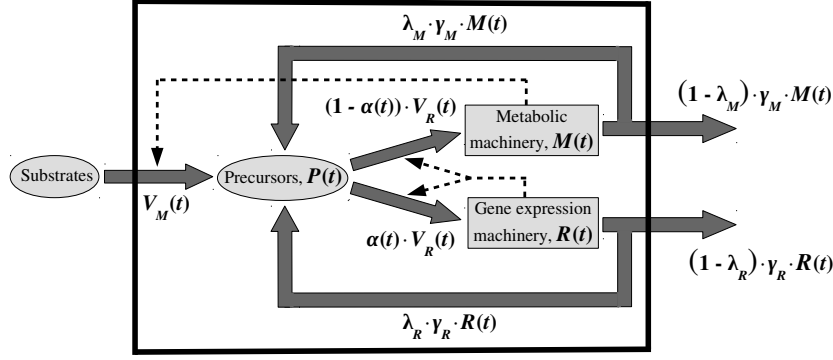 λ_M · γ_M · M(t)
(1 - λ_M) · γ_M · M(t)
(1 - α(t)) · V_R(t)
Metabolic
machinery, M(t)
Substrates
Precursors, P(t)
V_M(t)
Gene expression
machinery, R(t)
α(t) · V_R(t)
(1 - λ_R) · γ_R · R(t)
λ_R · γ_R · R(t)